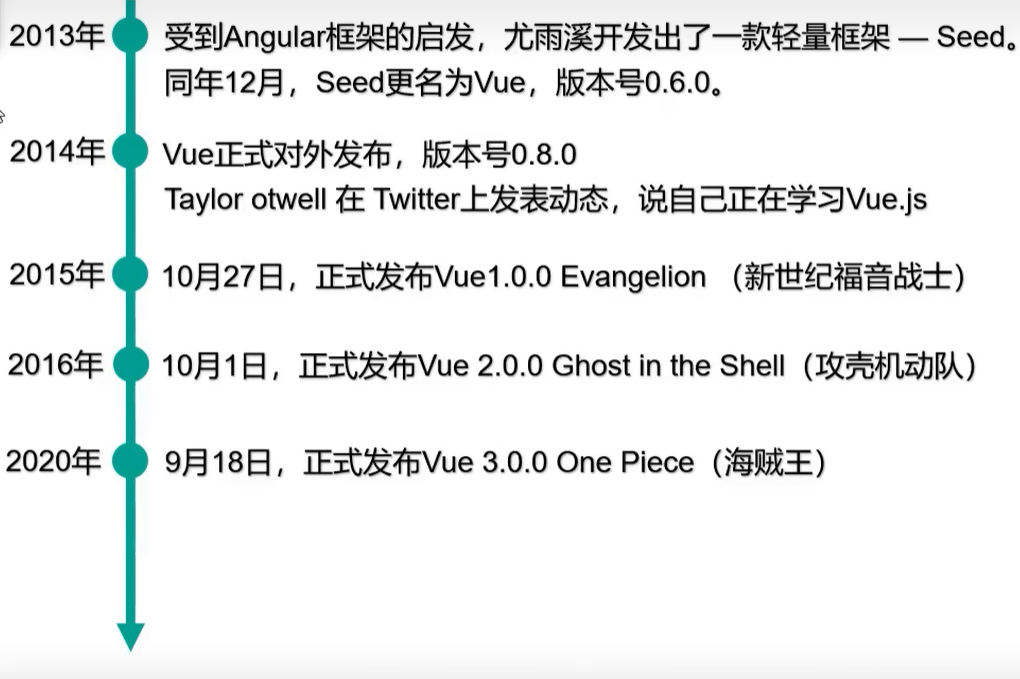 2013年 受到Angular框架的启发，尤雨溪开发出了一款轻量框架 — Seed。
同年12月，Seed更名为Vue，版本号0.6.0。
2014年 Vue正式对外发布，版本号0.8.0
Taylor otwell 在 Twitter上发表动态，说自己正在学习Vue.js
2015年 10月27日，正式发布Vue1.0.0 Evangelion （新世纪福音战士）
2016年 10月1日，正式发布Vue 2.0.0 Ghost in the Shell（攻壳机动队）
2020年 9月18日，正式发布Vue 3.0.0 One Piece（海贼王）